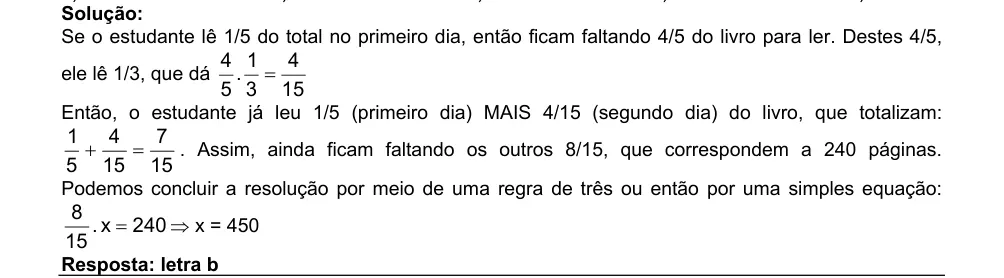 Solução:
Se o estudante lê 1/5 do total no primeiro dia, então ficam faltando 4/5 do livro para ler. Destes 4/5,
ele lê 1/3, que dá 4/5 . 1/3 = 4/15
Então, o estudante já leu 1/5 (primeiro dia) MAIS 4/15 (segundo dia) do livro, que totalizam:
1/5 + 4/15 = 7/15 . Assim, ainda ficam faltando os outros 8/15, que correspondem a 240 páginas.
Podemos concluir a resolução por meio de uma regra de três ou então por uma simples equação:
8/15 . x = 240 ⇒ x = 450
Resposta: letra b